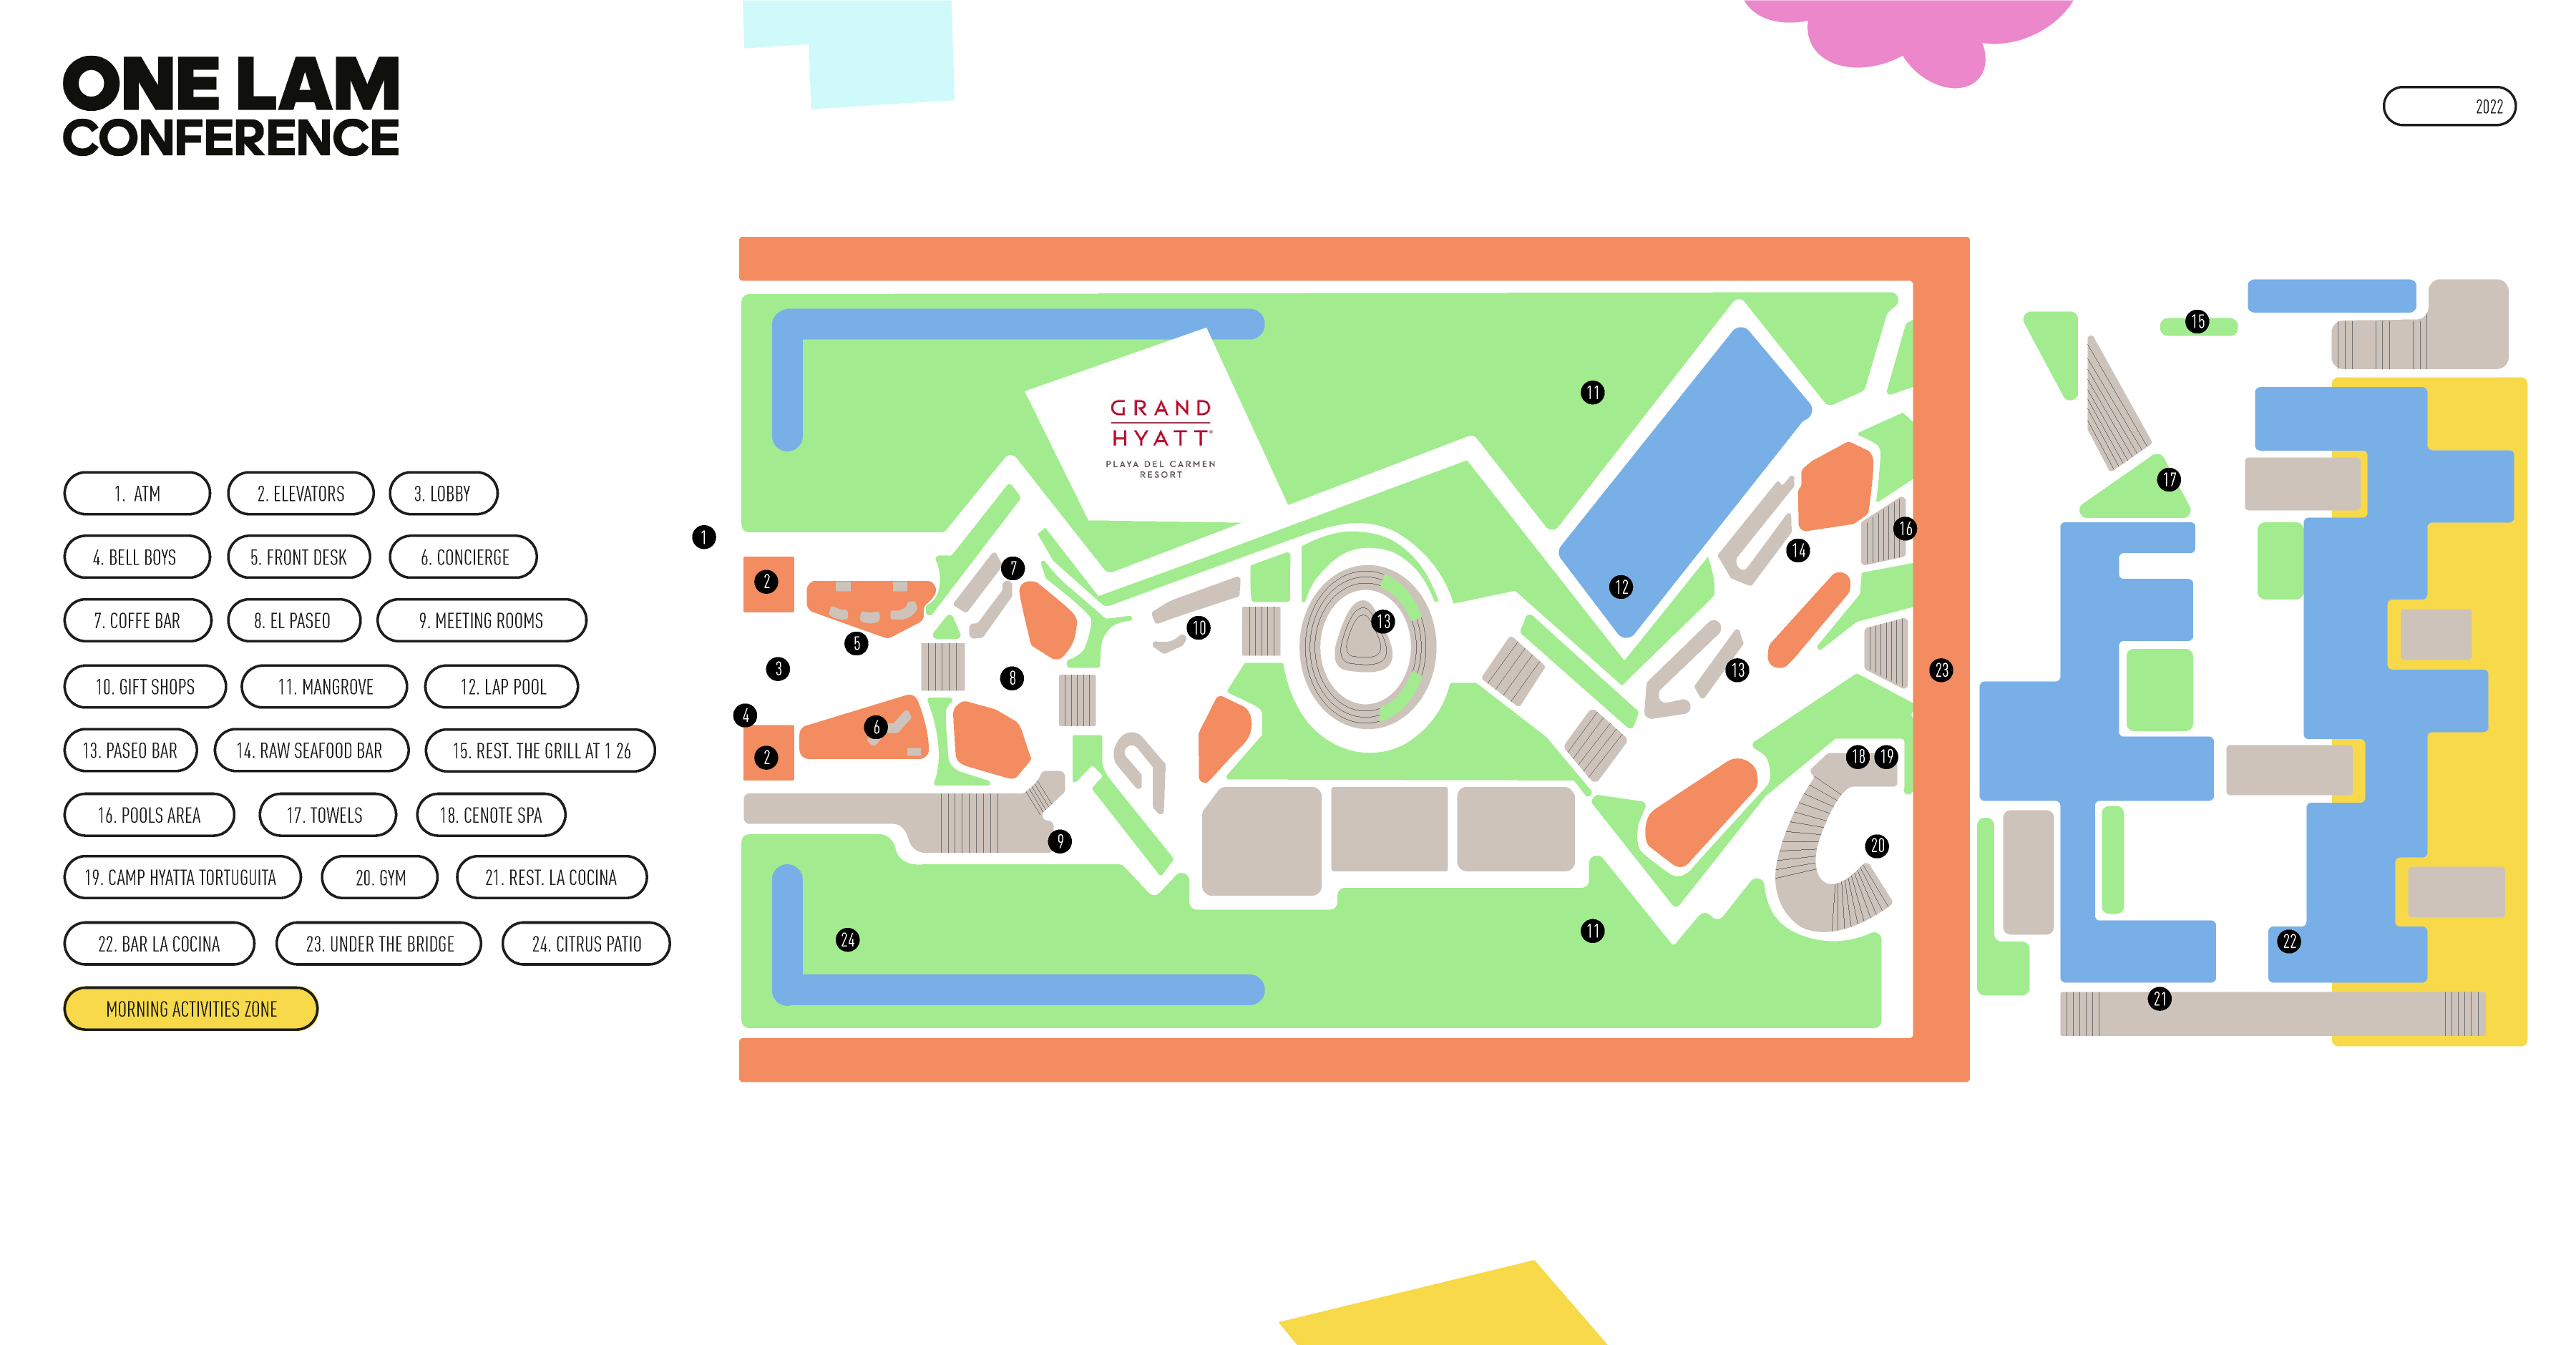 ONE LAM
CONFERENCE
2022
1. ATM
2. ELEVATORS
3. LOBBY
4. BELL BOYS
5. FRONT DESK
6. CONCIERGE
7. COFFE BAR
8. EL PASEO
9. MEETING ROOMS
10. GIFT SHOPS
11. MANGROVE
12. LAP POOL
13. PASEO BAR
14. RAW SEAFOOD BAR
15. REST. THE GRILL AT 1 26
16. POOLS AREA
17. TOWELS
18. CENOTE SPA
19. CAMP HYATTA TORTUGUITA
20. GYM
21. REST. LA COCINA
22. BAR LA COCINA
23. UNDER THE BRIDGE
24. CITRUS PATIO
MORNING ACTIVITIES ZONE
GRAND
HYATT®
PLAYA DEL CARMEN
RESORT
15
11
17
16
1
14
7
2
12
13
10
5
3
13
23
8
4
6
2
18
19
9
20
11
24
22
21